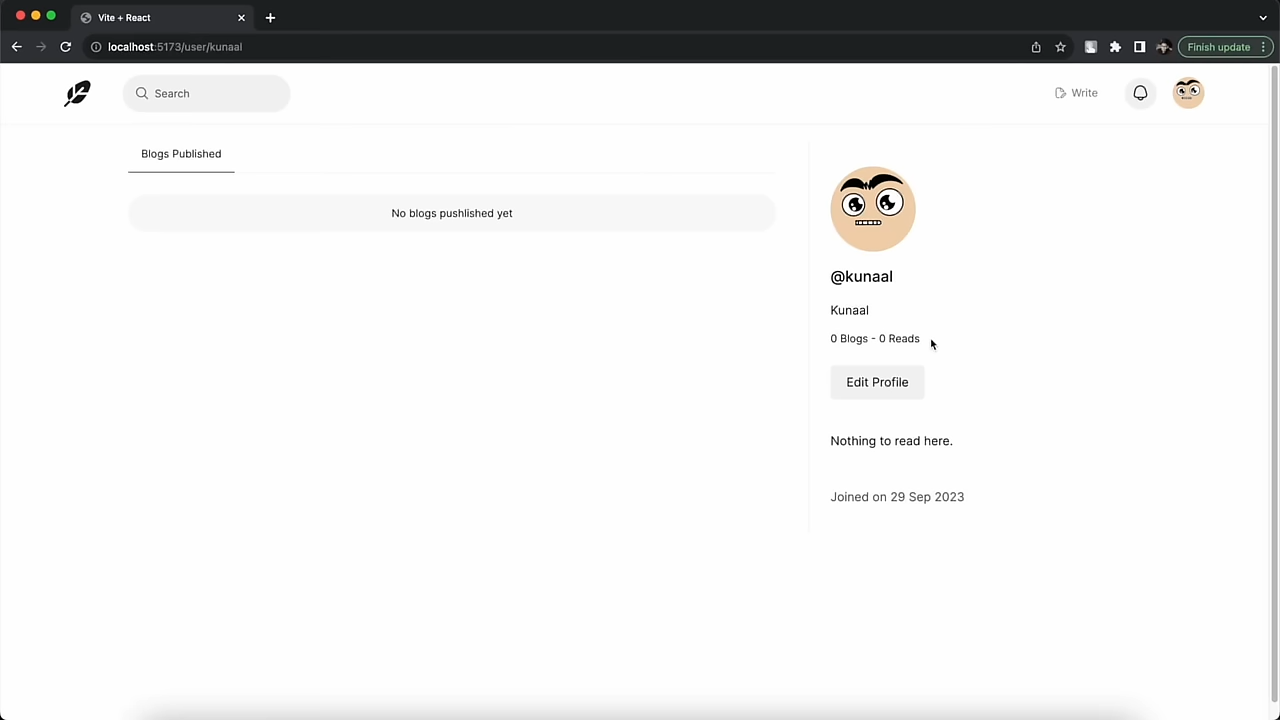 Vite + React
localhost:5173/user/kunaal
Finish update
Search
Write
Blogs Published
No blogs pushlished yet
@kunaal
Kunaal
0 Blogs - 0 Reads
Edit Profile
Nothing to read here.
Joined on 29 Sep 2023